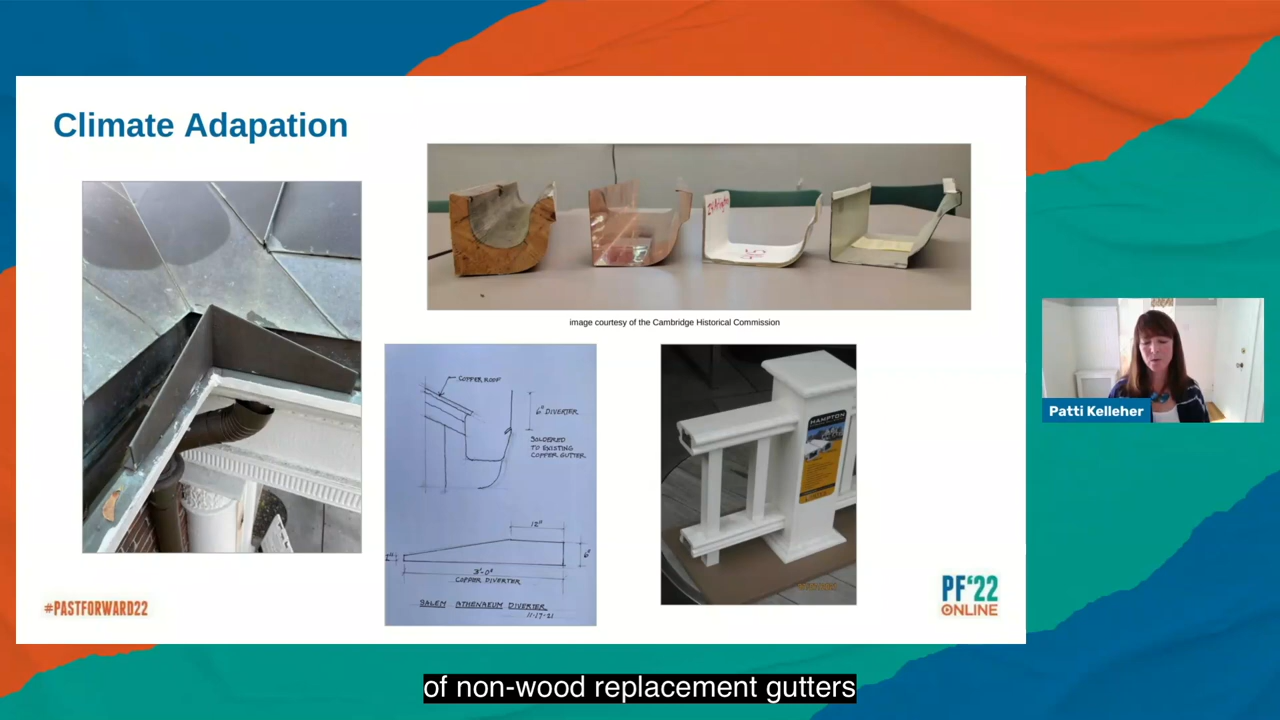 Climate Adapation
image courtesy of the Cambridge Historical Commission
COPPER ROOF
6" DIVERTER
SOLDERED
TO EXISTING
COPPER GUTTER
12"
6"
3'-0"
COPPER DIVERTER
SALEM ATHENAEUM DIVERTER
11-17-21
HAMPTON
#PASTFORWARD22
PF'22
ONLINE
Patti Kelleher
of non-wood replacement gutters